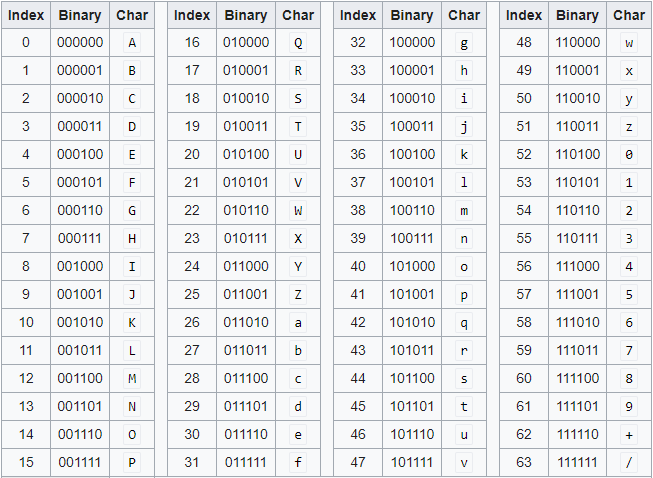 Index Binary Char Index Binary Char Index Binary Char Index Binary Char
0 000000 A 16 010000 Q 32 100000 g 48 110000 w
1 000001 B 17 010001 R 33 100001 h 49 110001 x
2 000010 C 18 010010 S 34 100010 i 50 110010 y
3 000011 D 19 010011 T 35 100011 j 51 110011 z
4 000100 E 20 010100 U 36 100100 k 52 110100 0
5 000101 F 21 010101 V 37 100101 l 53 110101 1
6 000110 G 22 010110 W 38 100110 m 54 110110 2
7 000111 H 23 010111 X 39 100111 n 55 110111 3
8 001000 I 24 011000 Y 40 101000 o 56 111000 4
9 001001 J 25 011001 Z 41 101001 p 57 111001 5
10 001010 K 26 011010 a 42 101010 q 58 111010 6
11 001011 L 27 011011 b 43 101011 r 59 111011 7
12 001100 M 28 011100 c 44 101100 s 60 111100 8
13 001101 N 29 011101 d 45 101101 t 61 111101 9
14 001110 O 30 011110 e 46 101110 u 62 111110 +
15 001111 P 31 011111 f 47 101111 v 63 111111 /